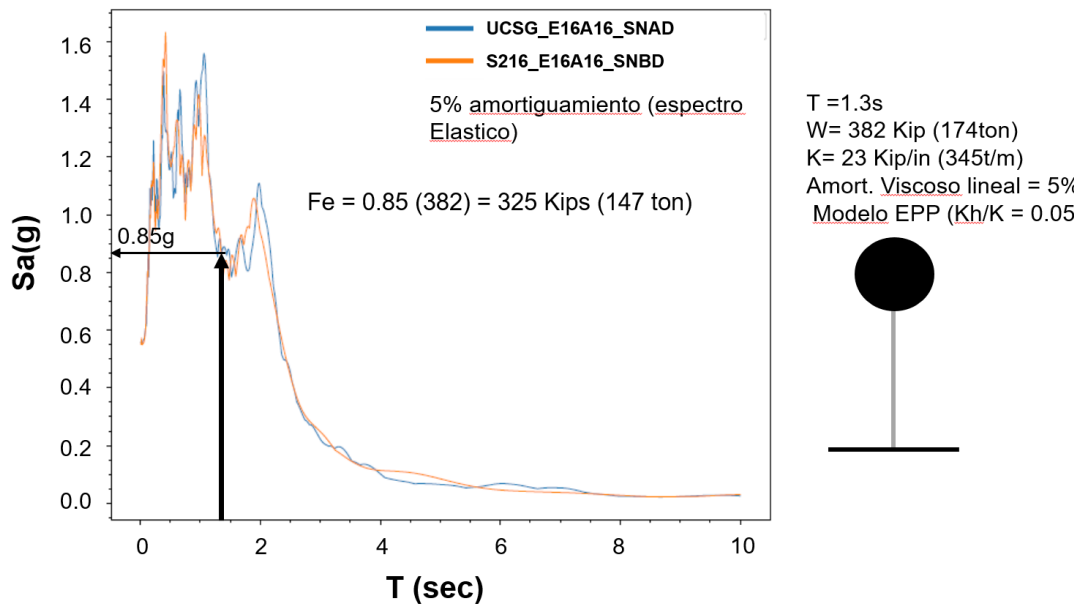 UCSG_E16A16_SNAD
S216_E16A16_SNBD
5% amortiguamiento (espectro
Elastico)
Fe = 0.85 (382) = 325 Kips (147 ton)
0.85g
Sa(g)
1.6
1.4
1.2
1.0
0.8
0.6
0.4
0.2
0.0
0 2 4 6 8 10
T (sec)
T =1.3s
W= 382 Kip (174ton)
K= 23 Kip/in (345t/m)
Amort. Viscoso lineal = 5%
Modelo EPP (Kh/K = 0.05